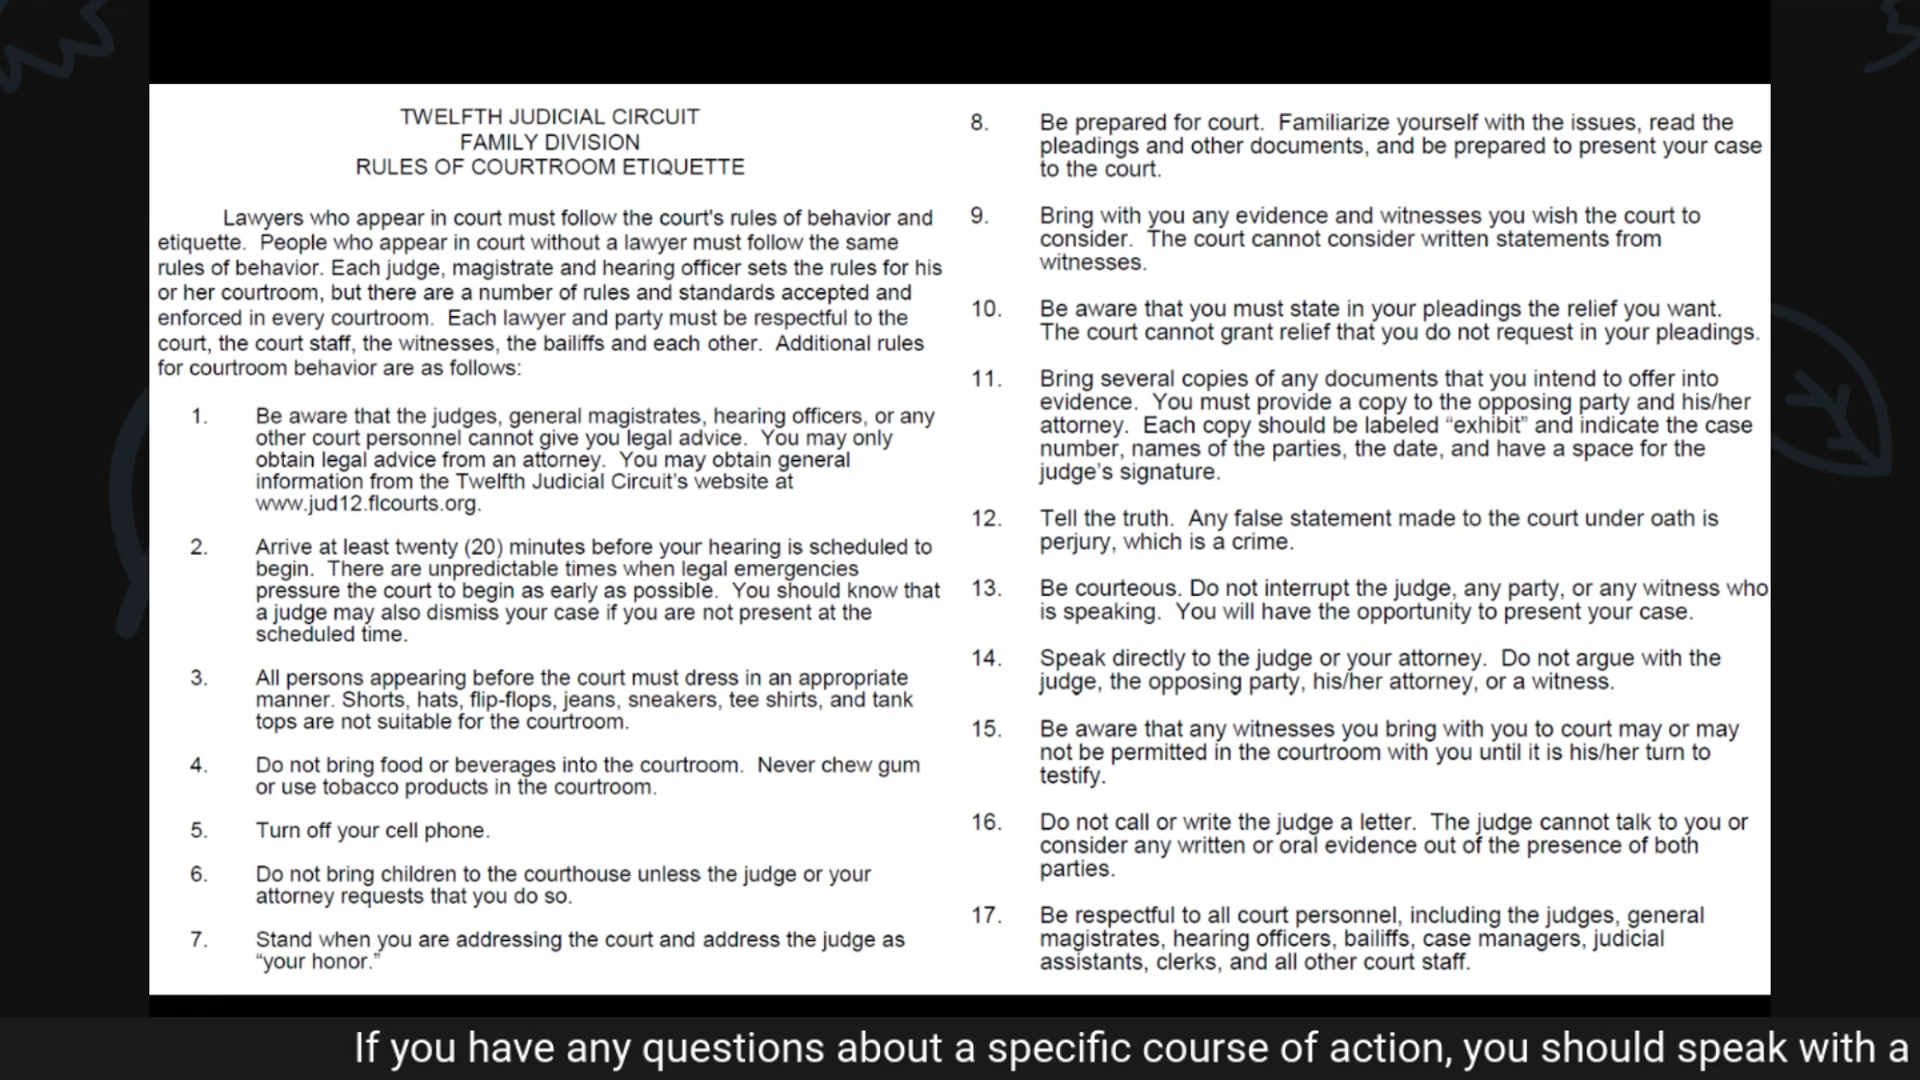 TWELFTH JUDICIAL CIRCUIT
FAMILY DIVISION
RULES OF COURTROOM ETIQUETTE
Lawyers who appear in court must follow the court's rules of behavior and
etiquette. People who appear in court without a lawyer must follow the same
rules of behavior. Each judge, magistrate and hearing officer sets the rules for his
or her courtroom, but there are a number of rules and standards accepted and
enforced in every courtroom. Each lawyer and party must be respectful to the
court, the court staff, the witnesses, the bailiffs and each other. Additional rules
for courtroom behavior are as follows:
1. Be aware that the judges, general magistrates, hearing officers, or any
other court personnel cannot give you legal advice. You may only
obtain legal advice from an attorney. You may obtain general
information from the Twelfth Judicial Circuit's website at
www.jud12.flcourts.org.
2. Arrive at least twenty (20) minutes before your hearing is scheduled to
begin. There are unpredictable times when legal emergencies
pressure the court to begin as early as possible. You should know that
a judge may also dismiss your case if you are not present at the
scheduled time.
3. All persons appearing before the court must dress in an appropriate
manner. Shorts, hats, flip-flops, jeans, sneakers, tee shirts, and tank
tops are not suitable for the courtroom.
4. Do not bring food or beverages into the courtroom. Never chew gum
or use tobacco products in the courtroom.
5. Turn off your cell phone.
6. Do not bring children to the courthouse unless the judge or your
attorney requests that you do so.
7. Stand when you are addressing the court and address the judge as
“your honor.”
8. Be prepared for court. Familiarize yourself with the issues, read the
pleadings and other documents, and be prepared to present your case
to the court.
9. Bring with you any evidence and witnesses you wish the court to
consider. The court cannot consider written statements from
witnesses.
10. Be aware that you must state in your pleadings the relief you want.
The court cannot grant relief that you do not request in your pleadings.
11. Bring several copies of any documents that you intend to offer into
evidence. You must provide a copy to the opposing party and his/her
attorney. Each copy should be labeled “exhibit” and indicate the case
number, names of the parties, the date, and have a space for the
judge's signature.
12. Tell the truth. Any false statement made to the court under oath is
perjury, which is a crime.
13. Be courteous. Do not interrupt the judge, any party, or any witness who
is speaking. You will have the opportunity to present your case.
14. Speak directly to the judge or your attorney. Do not argue with the
judge, the opposing party, his/her attorney, or a witness.
15. Be aware that any witnesses you bring with you to court may or may
not be permitted in the courtroom with you until it is his/her turn to
testify.
16. Do not call or write the judge a letter. The judge cannot talk to you or
consider any written or oral evidence out of the presence of both
parties.
17. Be respectful to all court personnel, including the judges, general
magistrates, hearing officers, bailiffs, case managers, judicial
assistants, clerks, and all other court staff.
If you have any questions about a specific course of action, you should speak with a